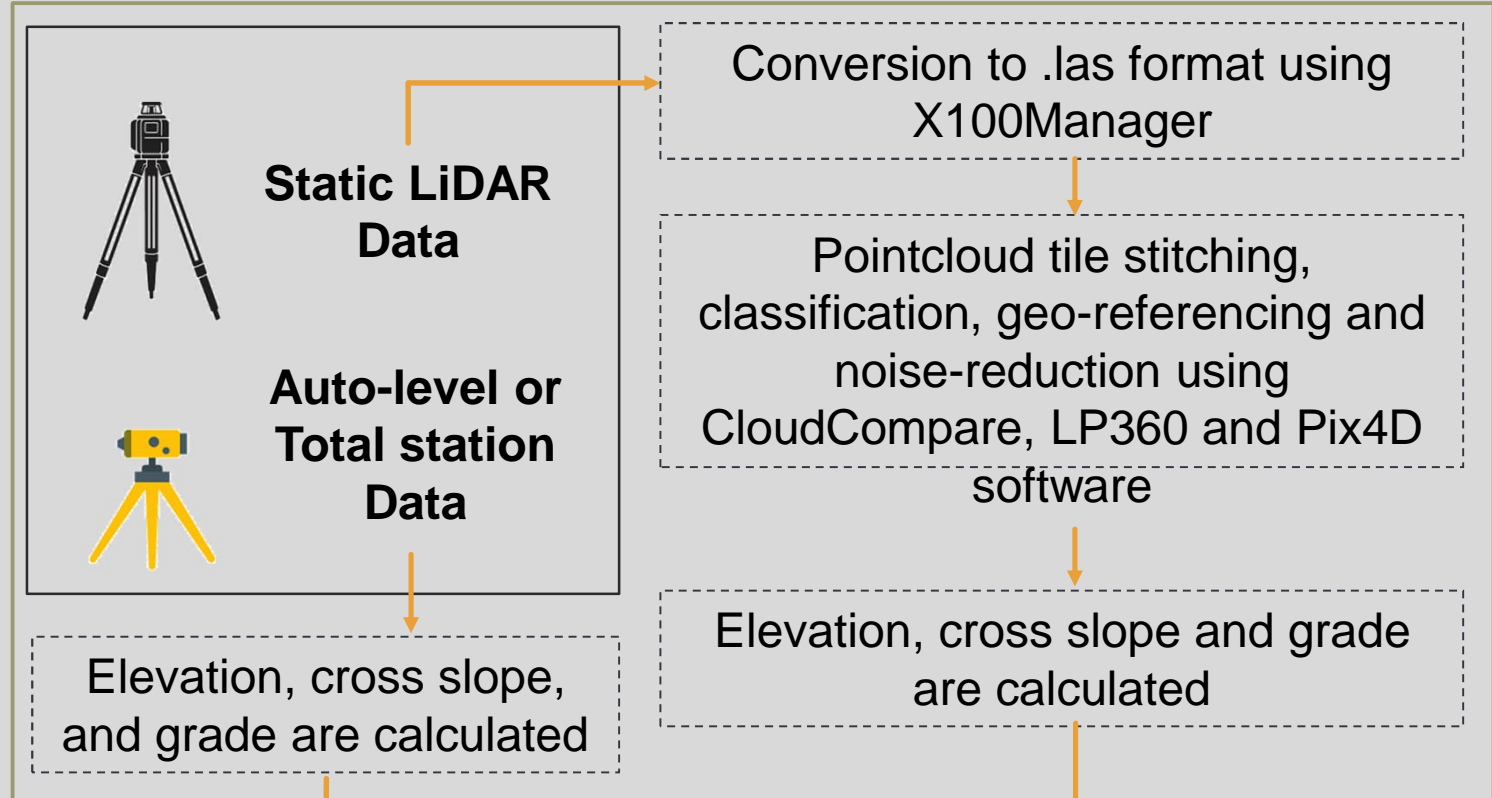 Static LiDAR
Data
Auto-level or
Total station
Data
Elevation, cross slope,
and grade are calculated
Conversion to .las format using
X100Manager
Pointcloud tile stitching,
classification, geo-referencing and
noise-reduction using
CloudCompare, LP360 and Pix4D
software
Elevation, cross slope and grade
are calculated